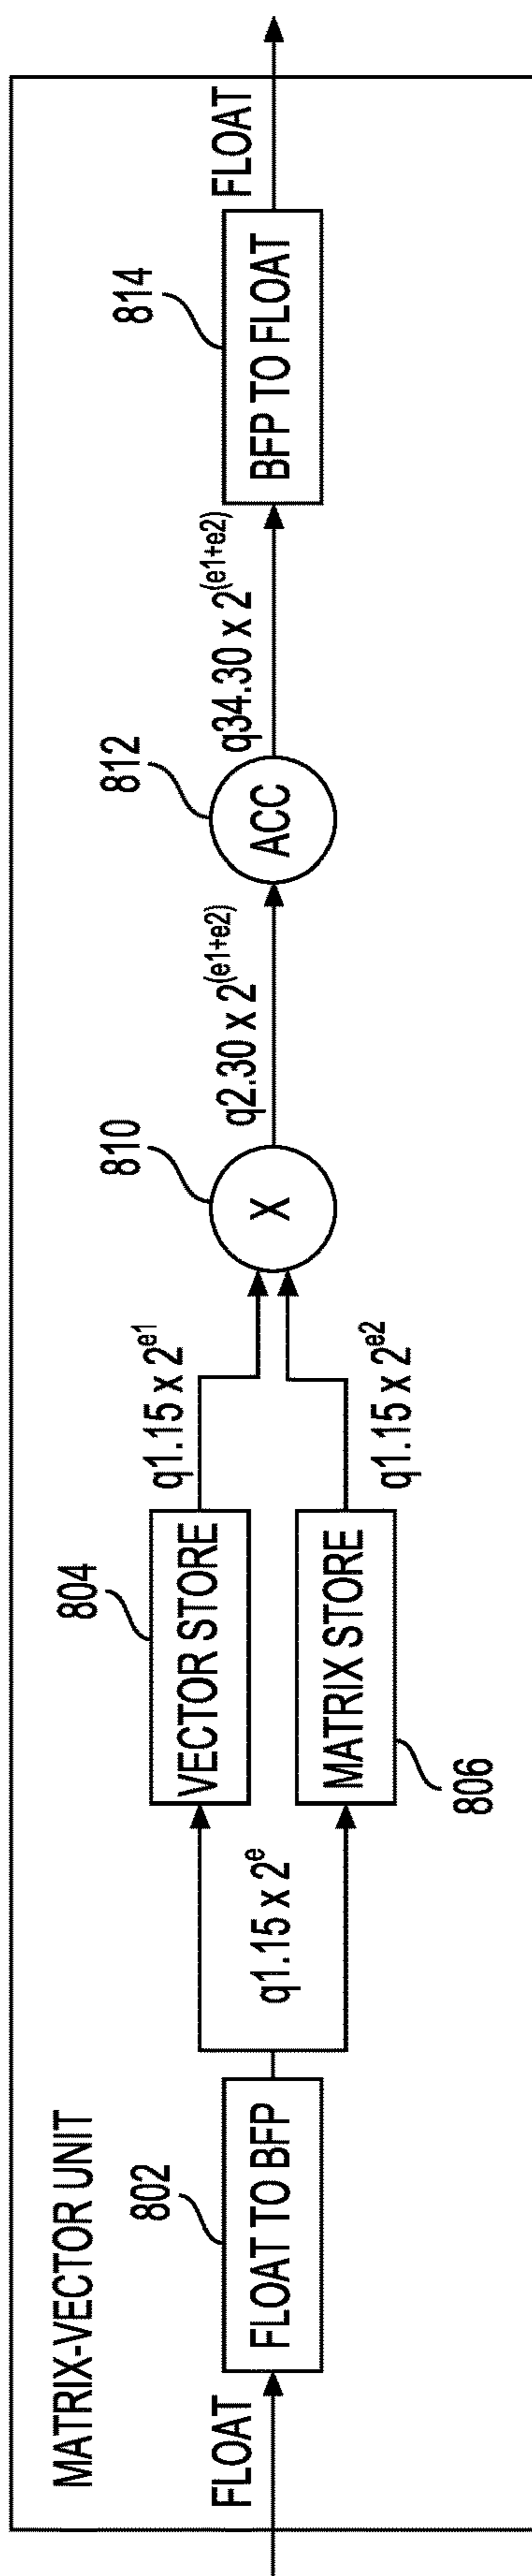 MATRIX-VECTOR UNIT
FLOAT
802
FLOAT TO BFP
q1.15 x 2^e
804
VECTOR STORE
MATRIX STORE
806
q1.15 x 2^e1
q1.15 x 2^e2
810
X
q2.30 x 2^(e1+e2)
812
ACC
q34.30 x 2^(e1+e2)
814
BFP TO FLOAT
FLOAT